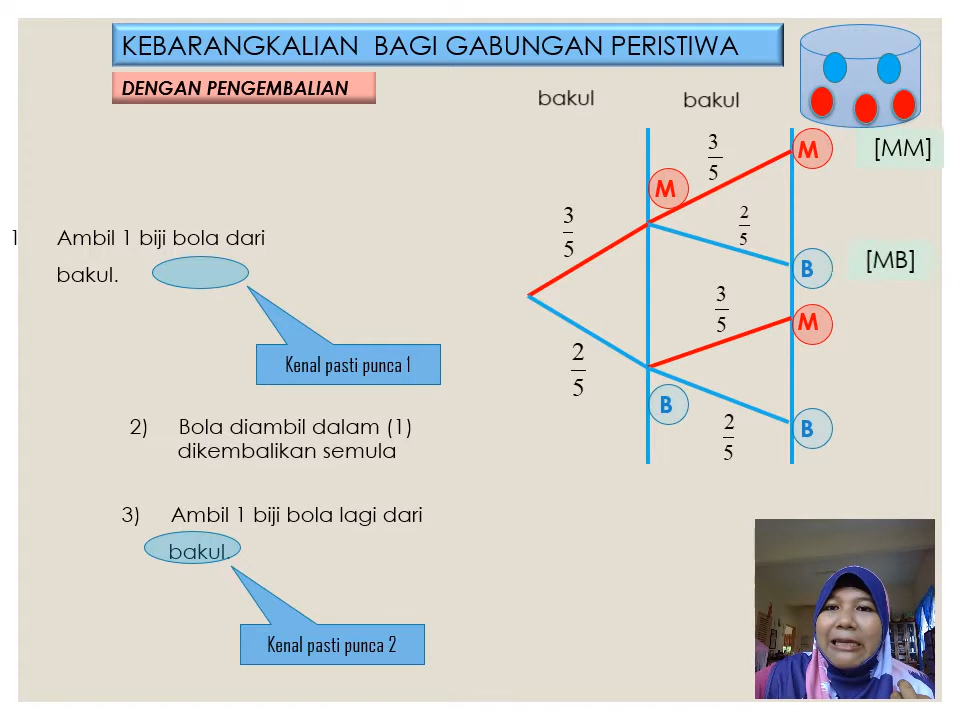 KEBARANGKALIAN BAGI GABUNGAN PERISTIWA
DENGAN PENGEMBALIAN
bakul
bakul
1 Ambil 1 biji bola dari
bakul.
Kenal pasti punca 1
2) Bola diambil dalam (1)
dikembalikan semula
3) Ambil 1 biji bola lagi dari
bakul.
Kenal pasti punca 2
3/5
M
3/5
M
[MM]
2/5
B
[MB]
2/5
B
3/5
M
2/5
B